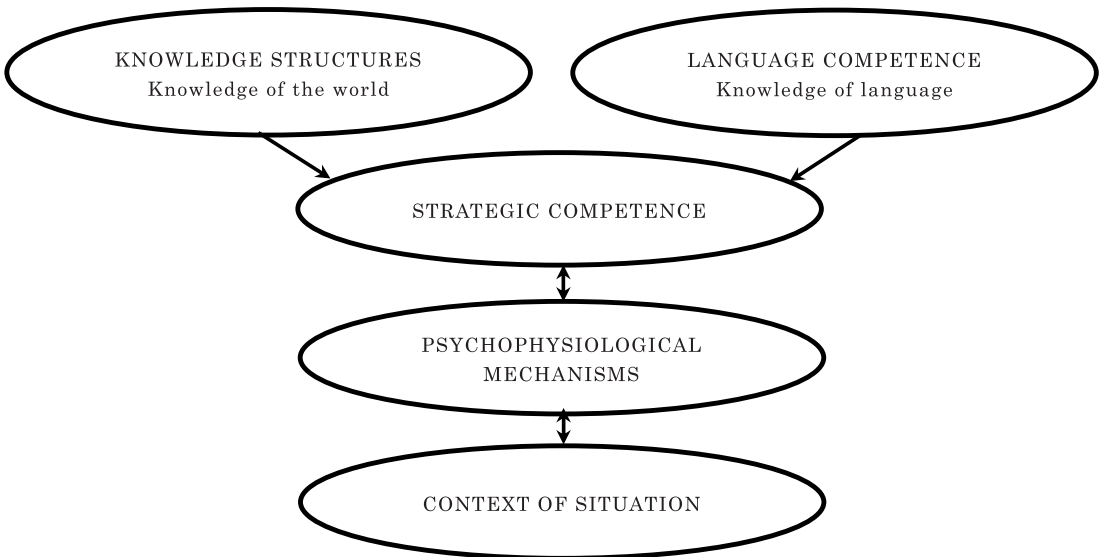 KNOWLEDGE STRUCTURES
Knowledge of the world
LANGUAGE COMPETENCE
Knowledge of language
STRATEGIC COMPETENCE
PSYCHOPHYSIOLOGICAL
MECHANISMS
CONTEXT OF SITUATION